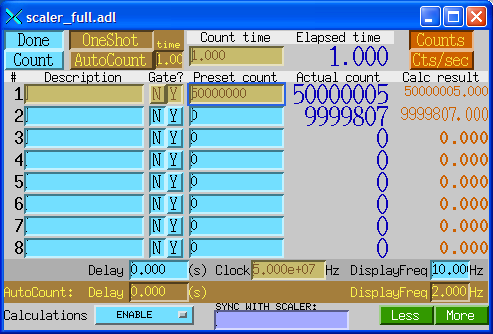 scaler_full.adl
Done OneShot time Count time Elapsed time Counts
Count AutoCount 1.00 1.000 1.000 Cts/sec
# Description Gate? Preset count Actual count Calc result
1 N Y 50000000 50000005 50000005.000
2 N Y 0 9999807 9999807.000
3 N Y 0 0 0.000
4 N Y 0 0 0.000
5 N Y 0 0 0.000
6 N Y 0 0 0.000
7 N Y 0 0 0.000
8 N Y 0 0 0.000
Delay 0.000 (s) Clock 5.000e+07 Hz DisplayFreq 10.00 Hz
AutoCount: Delay 0.000 (s) DisplayFreq 2.000 Hz
Calculations ENABLE SYNC WITH SCALER: Less More